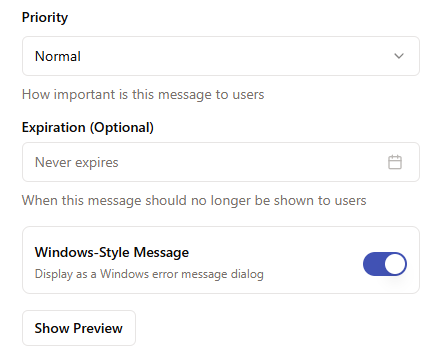 Priority
Normal
How important is this message to users
Expiration (Optional)
Never expires
When this message should no longer be shown to users
Windows-Style Message
Display as a Windows error message dialog
Show Preview